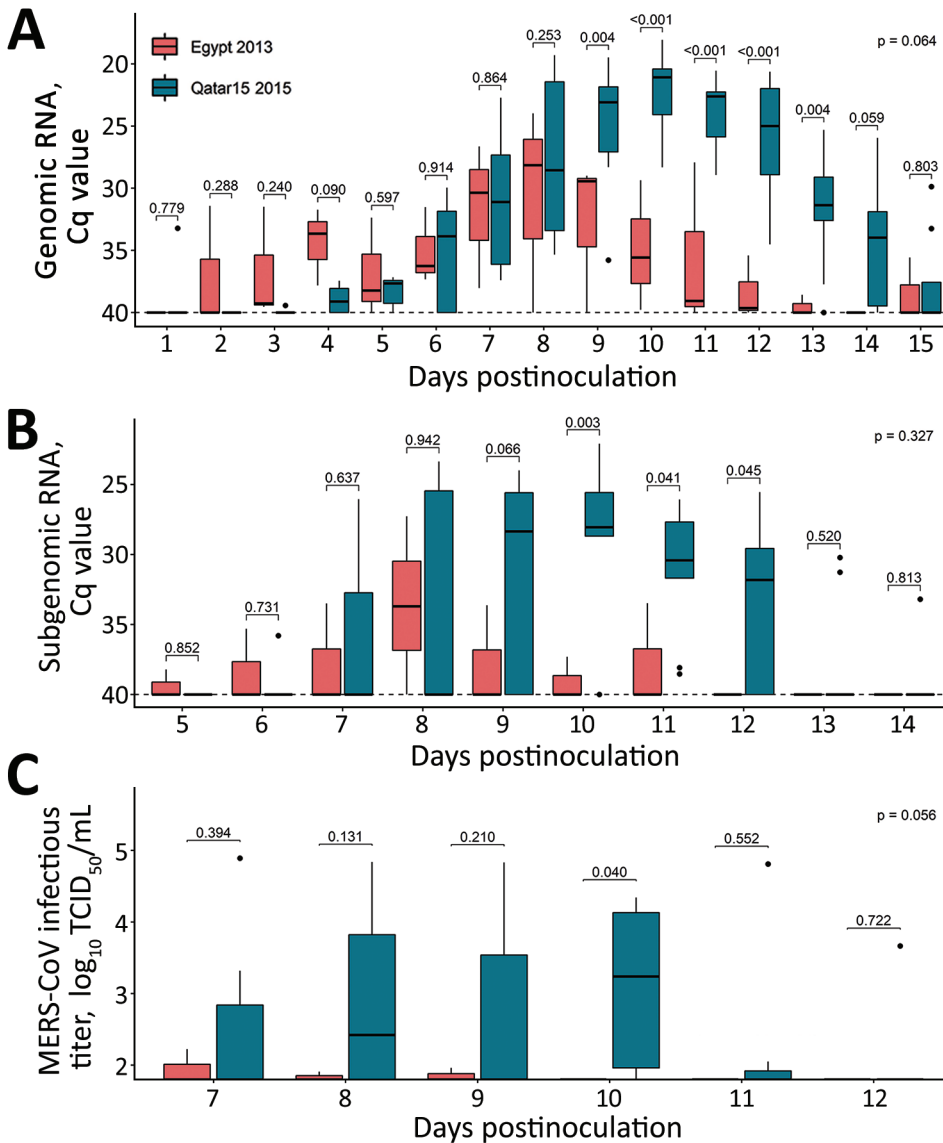 A
Genomic RNA,
Cq value
Egypt 2013
Qatar15 2015
p = 0.064
20
25
30
35
40
0.779
0.288
0.240
0.090
0.597
0.914
0.864
0.253
0.004
<0.001
<0.001
<0.001
0.004
0.059
0.803
1 2 3 4 5 6 7 8 9 10 11 12 13 14 15
Days postinoculation
B
Subgenomic RNA,
Cq value
p = 0.327
25
30
35
40
0.852
0.731
0.637
0.942
0.066
0.003
0.041
0.045
0.520
0.813
5 6 7 8 9 10 11 12 13 14
Days postinoculation
C
MERS-CoV infectious
titer, log10 TCID50/mL
p = 0.056
5
4
3
2
0.394
0.131
0.210
0.040
0.552
0.722
7 8 9 10 11 12
Days postinoculation